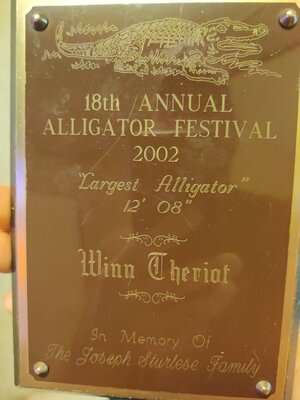 18th ANNUAL
ALLIGATOR FESTIVAL
2002
"Largest Alligator"
12' 08"
Winn Theriot
In Memory Of
The Joseph Sturlese Family